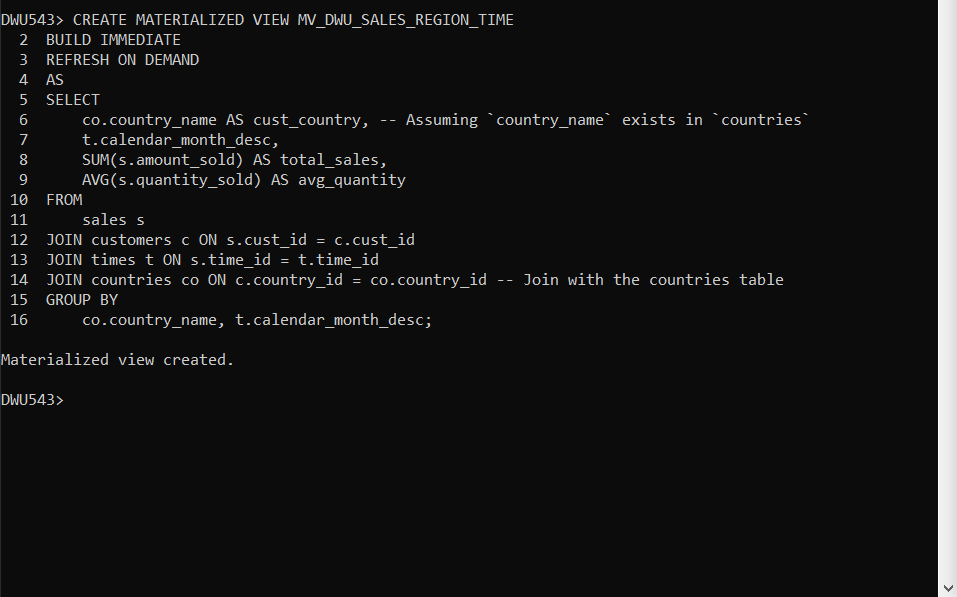 DWU543> CREATE MATERIALIZED VIEW MV_DWU_SALES_REGION_TIME
  2  BUILD IMMEDIATE
  3  REFRESH ON DEMAND
  4  AS
  5  SELECT
  6      co.country_name AS cust_country, -- Assuming `country_name` exists in `countries`
  7      t.calendar_month_desc,
  8      SUM(s.amount_sold) AS total_sales,
  9      AVG(s.quantity_sold) AS avg_quantity
 10  FROM
 11      sales s
 12  JOIN customers c ON s.cust_id = c.cust_id
 13  JOIN times t ON s.time_id = t.time_id
 14  JOIN countries co ON c.country_id = co.country_id -- Join with the countries table
 15  GROUP BY
 16      co.country_name, t.calendar_month_desc;
Materialized view created.
DWU543>